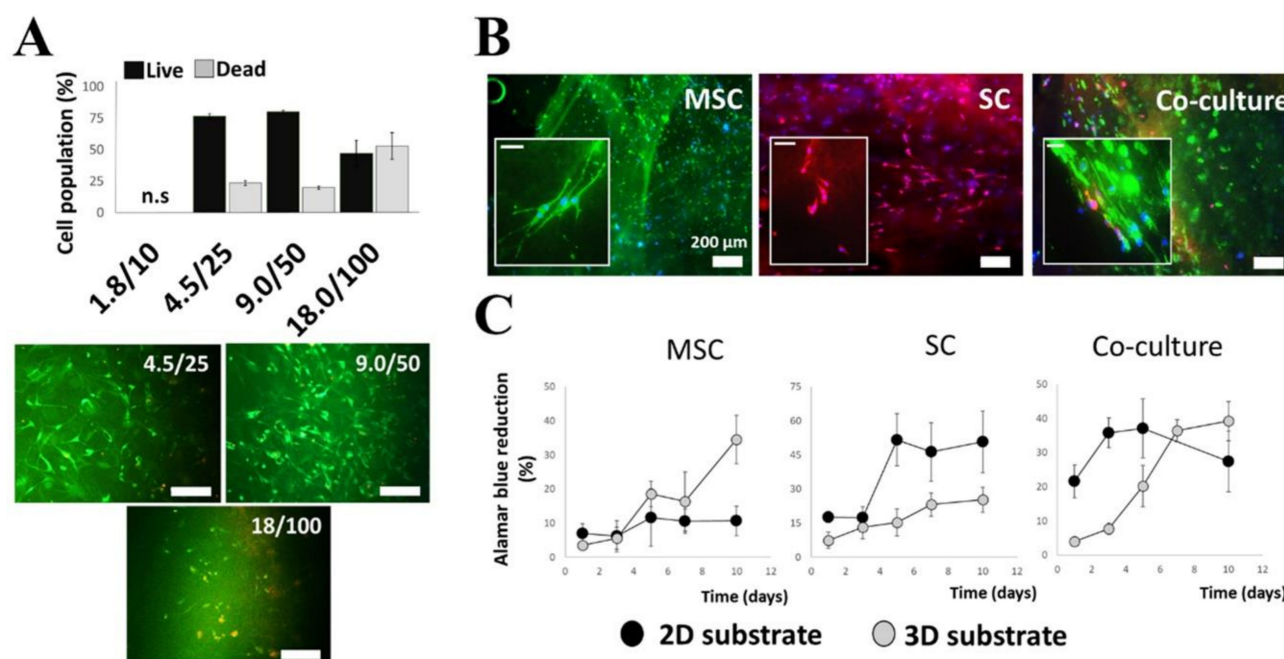 A
Live Dead
Cell population (%)
100
75
50
25
0
n.s
1.8/10
4.5/25
9.0/50
18.0/100
4.5/25
9.0/50
18/100
B
MSC
200 µm
SC
Co-culture
C
MSC
SC
Co-culture
Alamar blue reduction
(%)
50
40
30
20
10
0
0 2 4 6 8 10 12
Time (days)
75
60
45
30
15
0
0 2 4 6 8 10 12
Time (days)
50
40
30
20
10
0
0 2 4 6 8 10 12
Time (days)
2D substrate 3D substrate